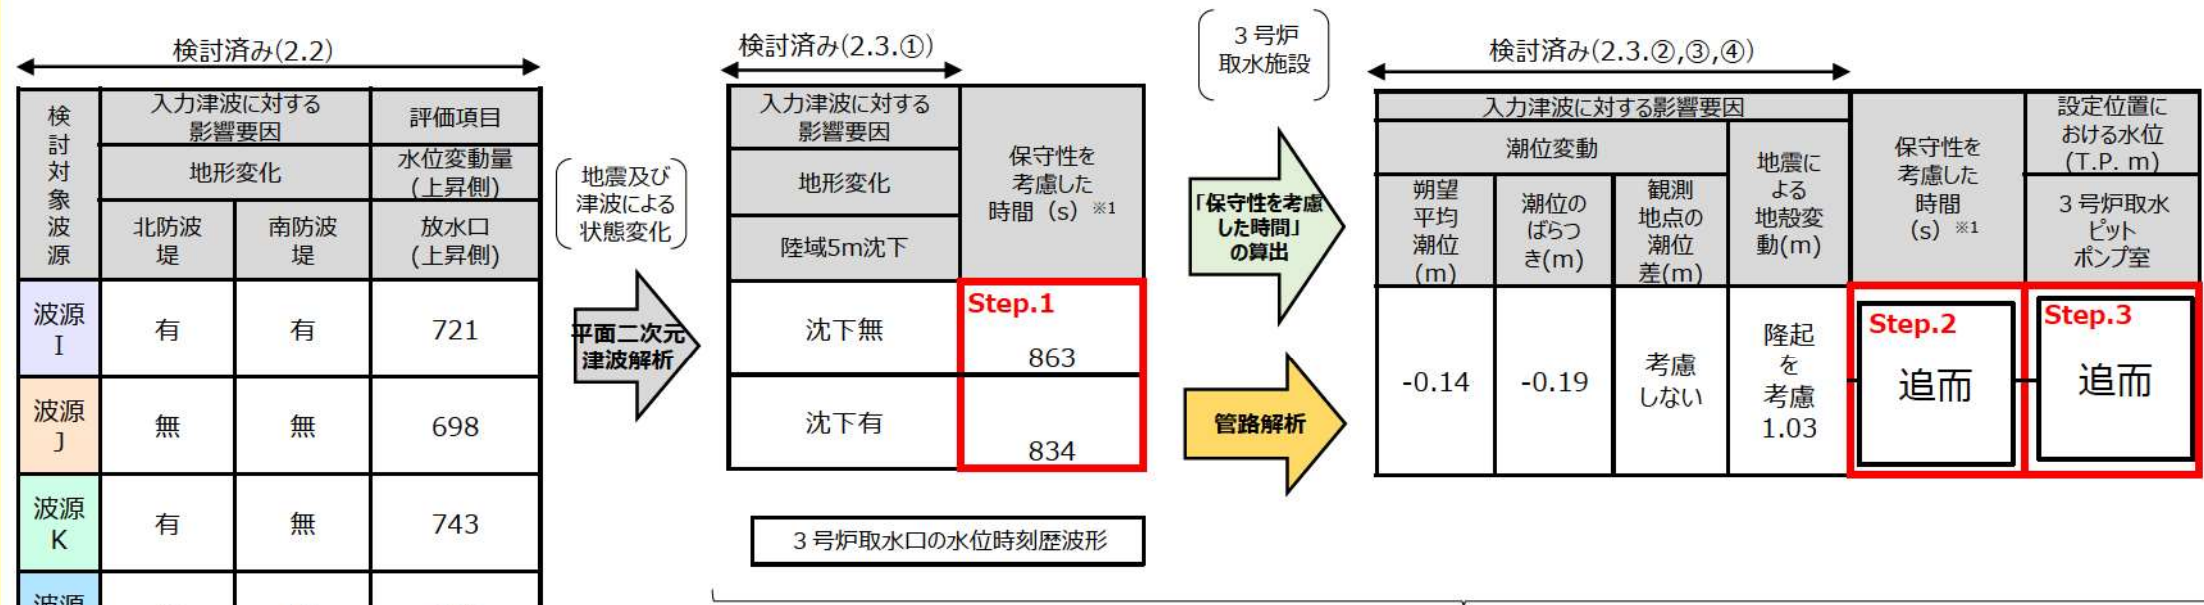 検討済み(2.2)
検討対象波源
入力津波に対する
影響要因
評価項目
地形変化
水位変動量
(上昇側)
北防波
堤
南防波
堤
放水口
(上昇側)
波源
I
有
有
721
波源
J
無
無
698
波源
K
有
無
743
波源
地震及び
津波による
状態変化
平面二次元
津波解析
検討済み(2.3.①)
入力津波に対する
影響要因
地形変化
陸域5m沈下
保守性を
考慮した
時間（s）※1
沈下無
Step.1
863
沈下有
834
３号炉取水口の水位時刻歴波形
３号炉
取水施設
「保守性を考慮
した時間」
の算出
管路解析
検討済み(2.3.②,③,④)
入力津波に対する影響要因
潮位変動
朔望
平均
潮位
(m)
潮位の
ばらつ
き(m)
観測
地点の
潮位
差(m)
地震に
よる
地殻変
動(m)
保守性を
考慮した
時間
(s) ※1
設定位置に
おける水位
(T.P. m)
３号炉取水
ピット
ポンプ室
-0.14
-0.19
考慮
しない
隆起
を
考慮
1.03
Step.2
追而
Step.3
追而